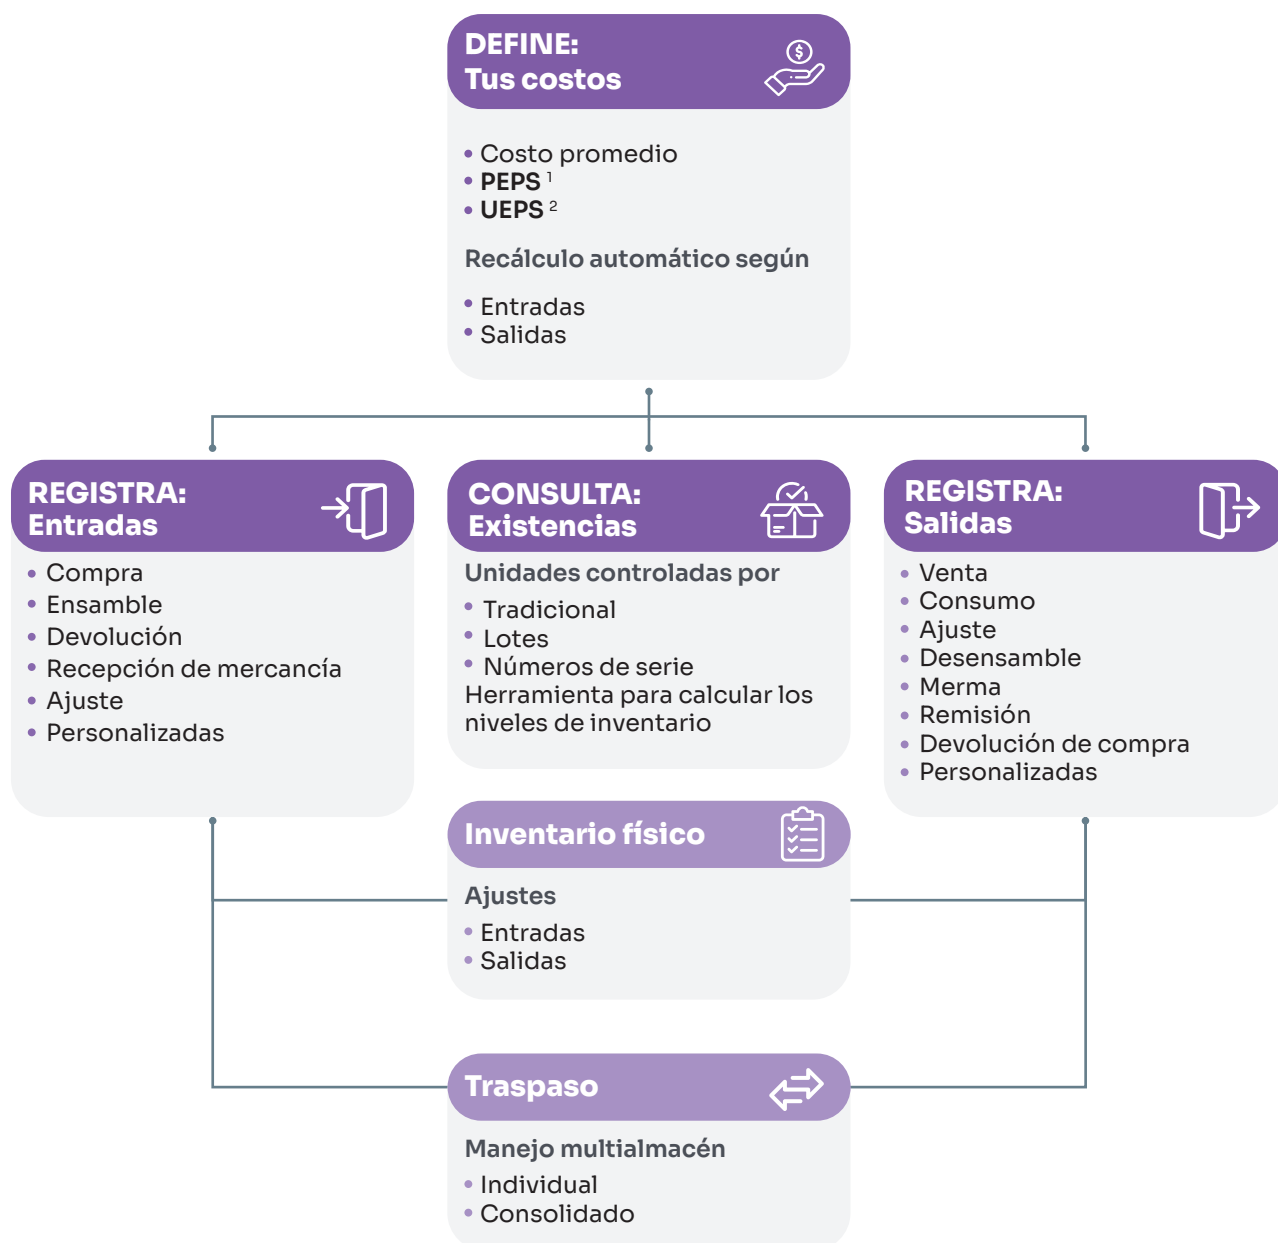 DEFINE:
Tus costos
• Costo promedio
• PEPS ¹
• UEPS ²
Recálculo automático según
• Entradas
• Salidas
REGISTRA:
Entradas
• Compra
• Ensamble
• Devolución
• Recepción de mercancía
• Ajuste
• Personalizadas
CONSULTA:
Existencias
Unidades controladas por
• Tradicional
• Lotes
• Números de serie
Herramienta para calcular los
niveles de inventario
REGISTRA:
Salidas
• Venta
• Consumo
• Ajuste
• Desensamble
• Merma
• Remisión
• Devolución de compra
• Personalizadas
Inventario físico
Ajustes
• Entradas
• Salidas
Traspaso
Manejo multialmacén
• Individual
• Consolidado